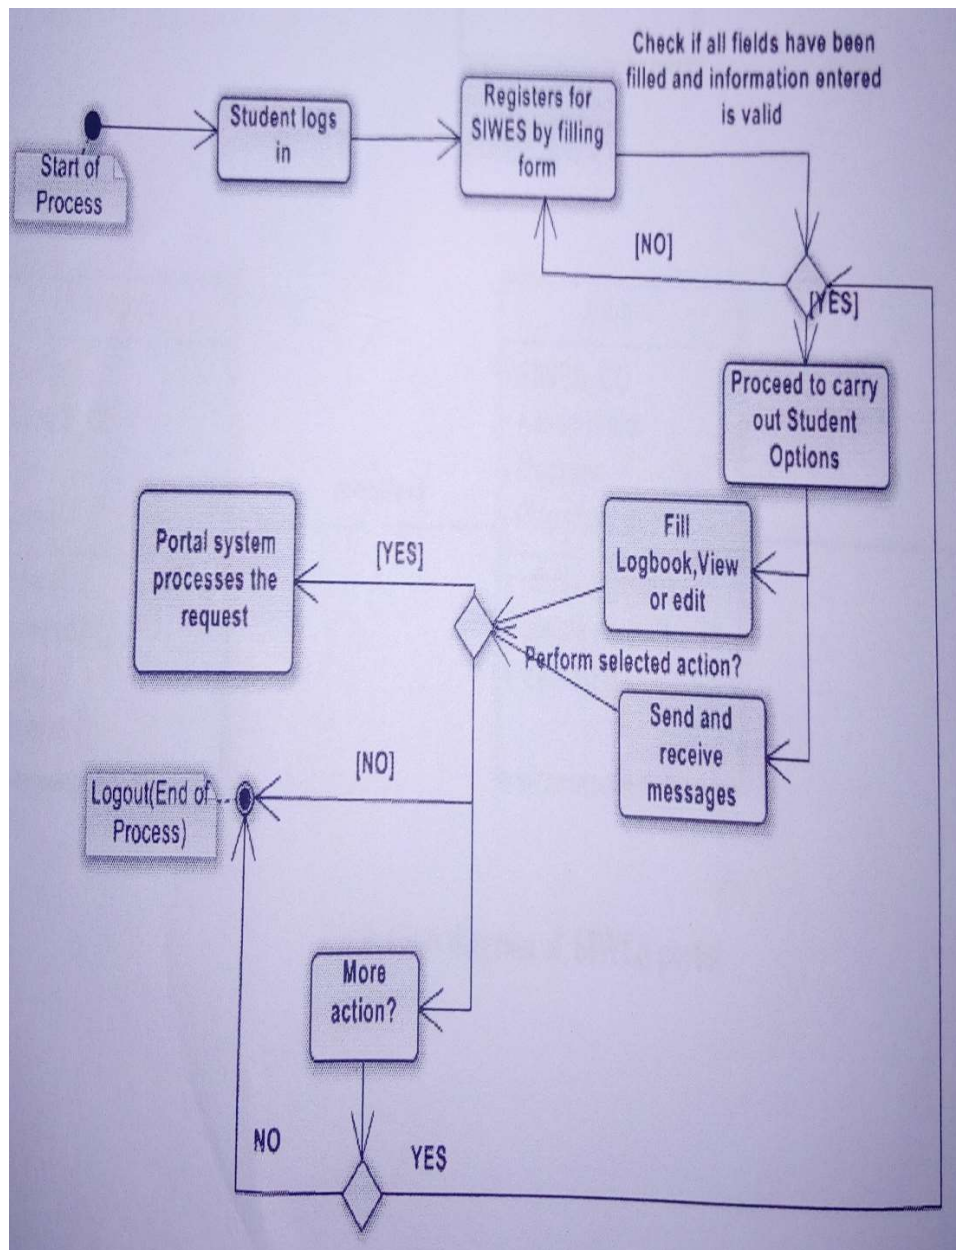 Check if all fields have been
filled and information entered
is valid
Start of
Process
Student logs
in
Registers for
SIWES by filling
form
[NO]
[YES]
Proceed to carry
out Student
Options
Fill
Logbook,View
or edit
Send and
receive
messages
Perform selected action?
[YES]
Portal system
processes the
request
[NO]
Logout(End of
Process)
More
action?
NO
YES